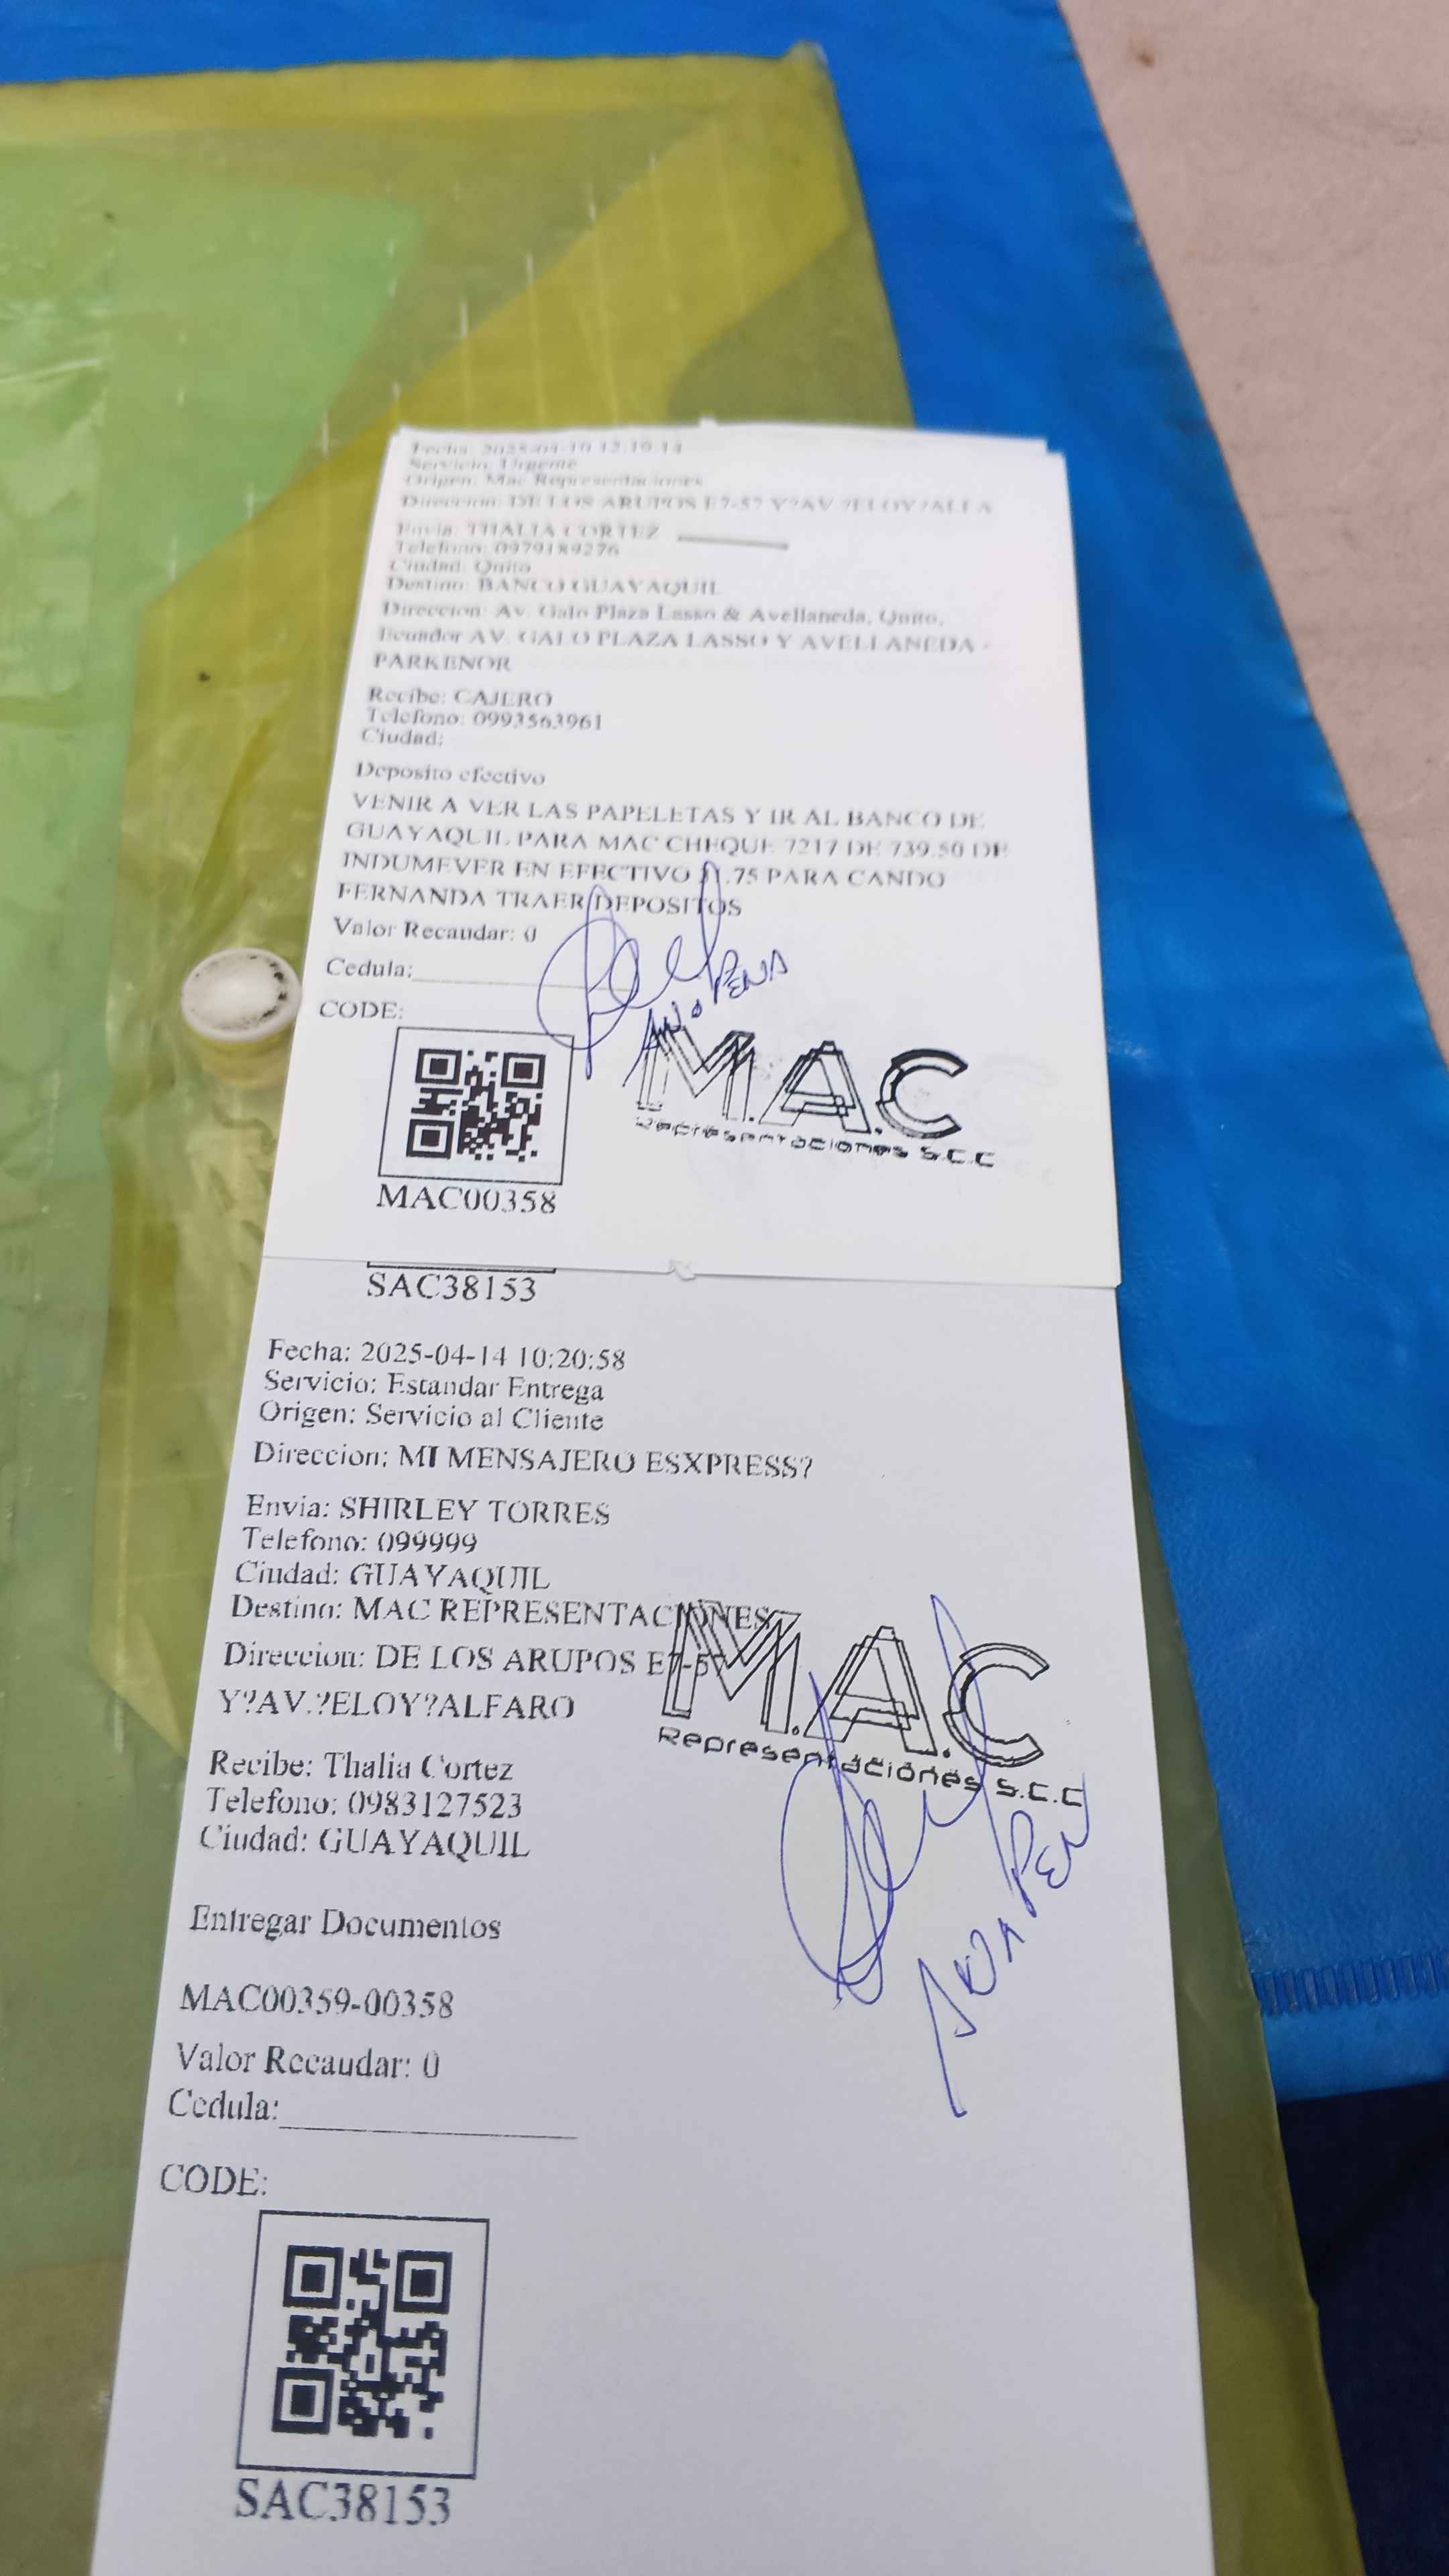 Fecha: 2025-04-10 12:19:14
Servicio: Urgente
Origen: Mac Representaciones
Direccion: DE LOS ARUPOS E7-57 Y?AV.?ELOY?ALFA
Envia: THALIA CORTEZ
Telefono: 0979189276
Ciudad: Quito
Destino: BANCO GUAYAQUIL
Direccion: Av. Galo Plaza Lasso & Avellaneda, Quito,
Ecuador AV. GALO PLAZA LASSO Y AVELLANEDA -
PARKENOR
Recibe: CAJERO
Telefono: 0993563961
Ciudad:
Deposito efectivo
VENIR A VER LAS PAPELETAS Y IR AL BANCO DE
GUAYAQUIL PARA MAC CHEQUE 7217 DE 739.50 DE
INDUMEVER EN EFECTIVO 31.75 PARA CANDO
FERNANDA TRAER DEPOSITOS
Valor Recaudar: 0
Cedula:
ANA PENA
CODE:
M.A.C
Representaciones S.C.C
MAC00358
SAC38153
Fecha: 2025-04-14 10:20:58
Servicio: Estandar Entrega
Origen: Servicio al Cliente
Direccion: MI MENSAJERO ESXPRESS?
Envia: SHIRLEY TORRES
Telefono: 099999
Ciudad: GUAYAQUIL
Destino: MAC REPRESENTACIONES
Direccion: DE LOS ARUPOS E7-57
Y?AV.?ELOY?ALFARO
M.A.C
Representaciones S.C.C
Recibe: Thalia Cortez
Telefono: 0983127523
Ciudad: GUAYAQUIL
ANA PEN
Entregar Documentos
MAC00359-00358
Valor Recaudar: 0
Cedula:
CODE:
SAC38153